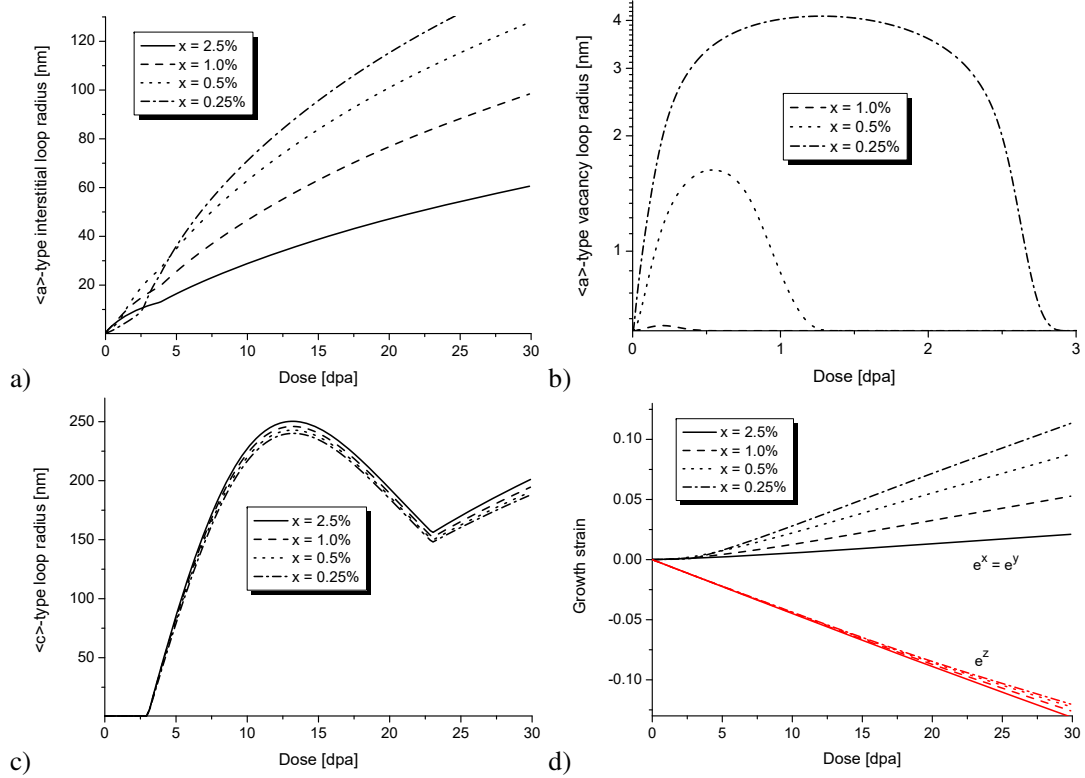 120
100
80
60
40
20
<a>-type interstitial loop radius [nm]
x = 2.5%
x = 1.0%
x = 0.5%
x = 0.25%
0 5 10 15 20 25 30
Dose [dpa]
a)
4
3
2
1
<a>-type vacancy loop radius [nm]
x = 1.0%
x = 0.5%
x = 0.25%
0 1 2 3
Dose [dpa]
b)
250
200
150
100
50
<c>-type loop radius [nm]
x = 2.5%
x = 1.0%
x = 0.5%
x = 0.25%
0 5 10 15 20 25 30
Dose [dpa]
c)
0.10
0.05
0.00
-0.05
-0.10
Growth strain
x = 2.5%
x = 1.0%
x = 0.5%
x = 0.25%
e^x = e^y
e^z
0 5 10 15 20 25 30
Dose [dpa]
d)